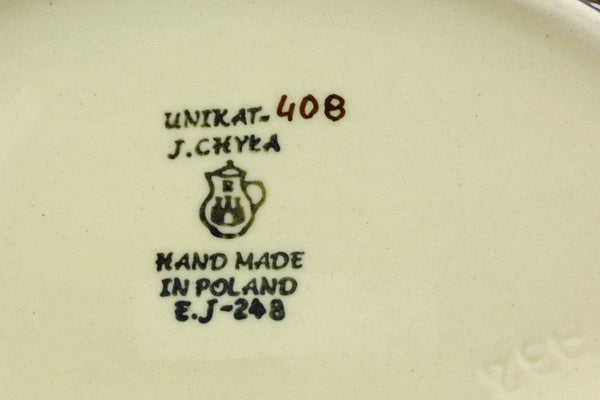 UNIKAT-408
J.CHYŁA
B
HAND MADE
IN POLAND
E.J-248